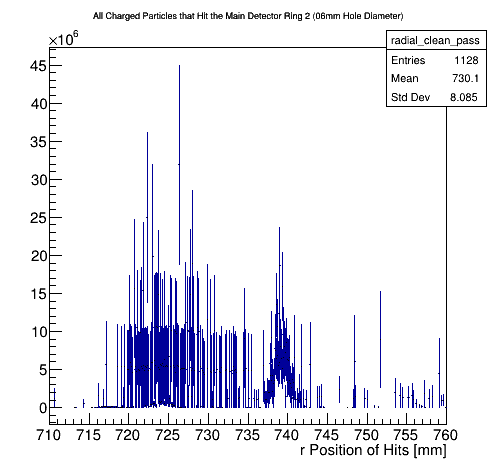 All Charged Particles that Hit the Main Detector Ring 2 (06mm Hole Diameter)
×10⁶
radial_clean_pass
Entries 1128
Mean 730.1
Std Dev 8.085
45
40
35
30
25
20
15
10
5
0
710 715 720 725 730 735 740 745 750 755 760
r Position of Hits [mm]